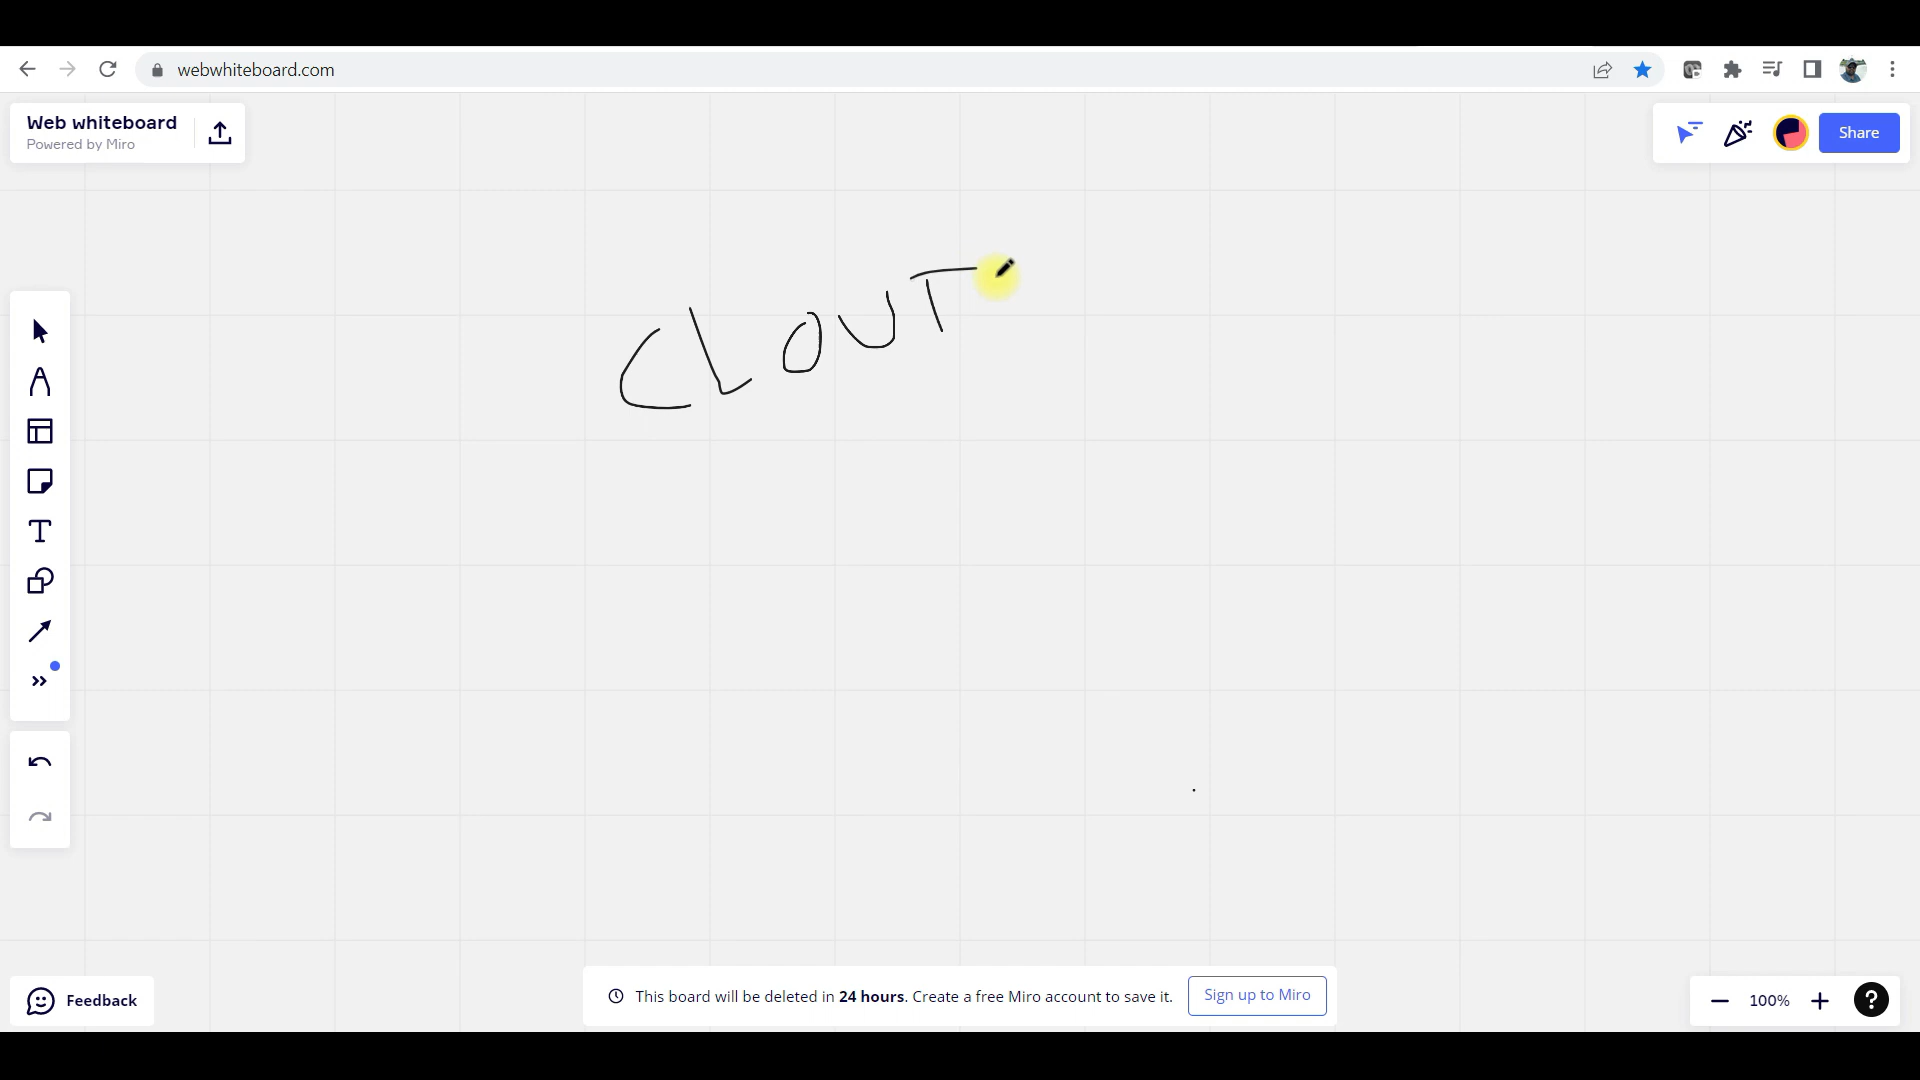 webwhiteboard.com
Web whiteboard
Powered by Miro
Share
CLOUT
Feedback
This board will be deleted in 24 hours. Create a free Miro account to save it.
Sign up to Miro
100%
?